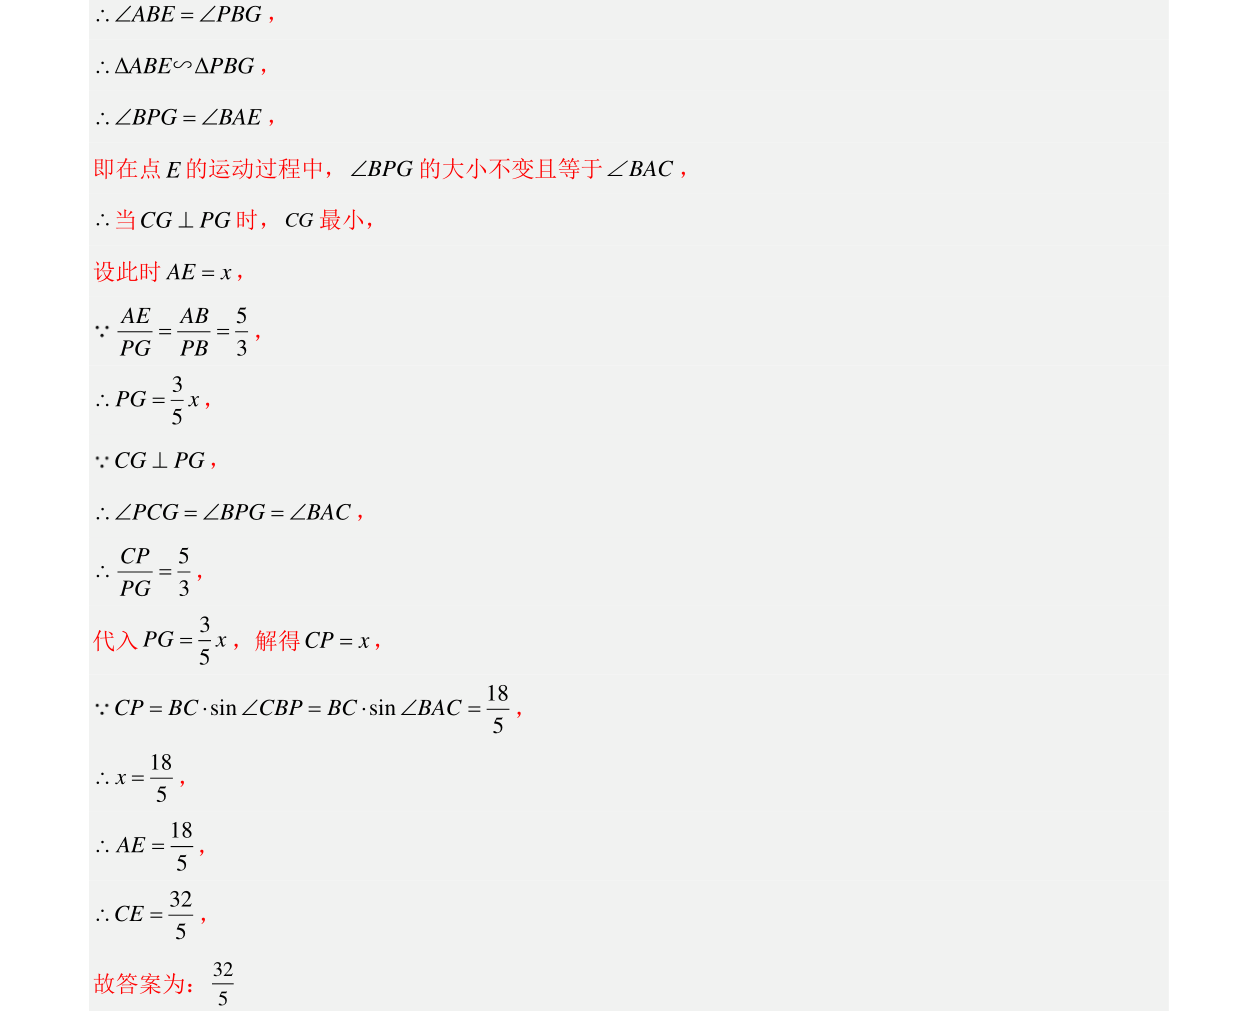 ∴∠ABE=∠PBG，
∴ΔABE∽ΔPBG，
∴∠BPG=∠BAE，
即在点E的运动过程中，∠BPG的大小不变且等于∠BAC，
∴当CG⊥PG时，CG最小，
设此时AE=x，
∵AE/PG=AB/PB=5/3，
∴PG=3/5x，
∵CG⊥PG，
∴∠PCG=∠BPG=∠BAC，
∴CP/PG=5/3，
代入PG=3/5x，解得CP=x，
∵CP=BC·sin∠CBP=BC·sin∠BAC=18/5，
∴x=18/5，
∴AE=18/5，
∴CE=32/5，
故答案为：32/5